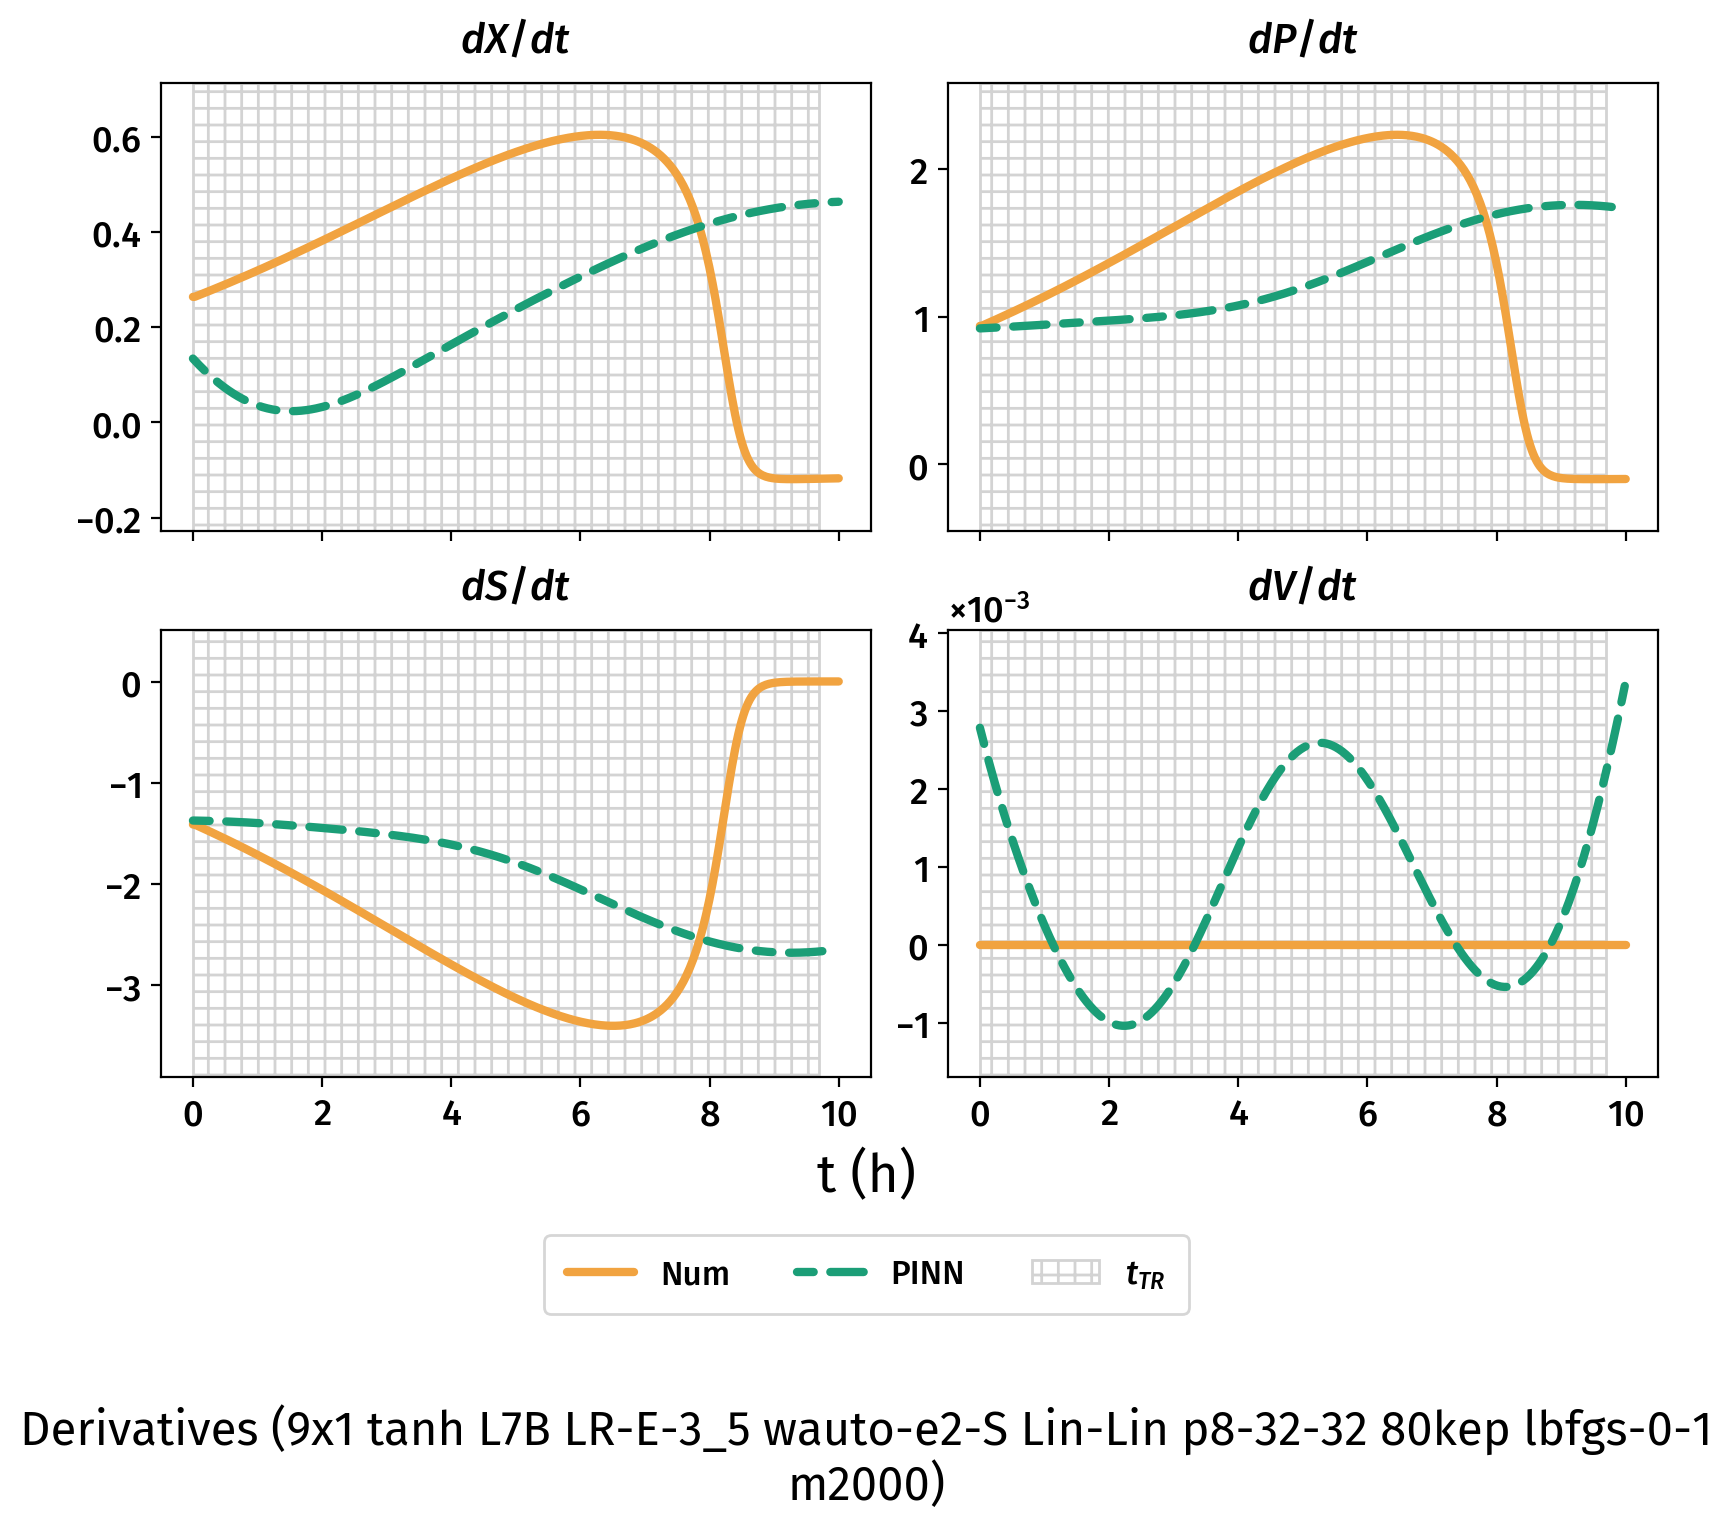 dX/dt
dP/dt
0.6
0.4
0.2
0.0
−0.2
2
1
0
dS/dt
dV/dt
×10⁻³
0
−1
−2
−3
4
3
2
1
0
−1
0 2 4 6 8 10
0 2 4 6 8 10
t (h)
Num PINN t_TR
Derivatives (9x1 tanh L7B LR-E-3_5 wauto-e2-S Lin-Lin p8-32-32 80kep lbfgs-0-1
m2000)